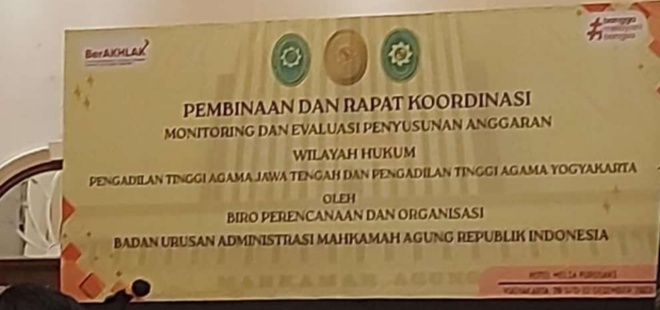 BerAKHLAK
#bangga
melayani
bangsa
PEMBINAAN DAN RAPAT KOORDINASI
MONITORING DAN EVALUASI PENYUSUNAN ANGGARAN
WILAYAH HUKUM
PENGADILAN TINGGI AGAMA JAWA TENGAH DAN PENGADILAN TINGGI AGAMA YOGYAKARTA
OLEH
BIRO PERENCANAAN DAN ORGANISASI
BADAN URUSAN ADMINISTRASI MAHKAMAH AGUNG REPUBLIK INDONESIA
MAHKAMAH AGUNG
HOTEL MELIA PUROSANI
YOGYAKARTA, DESEMBER